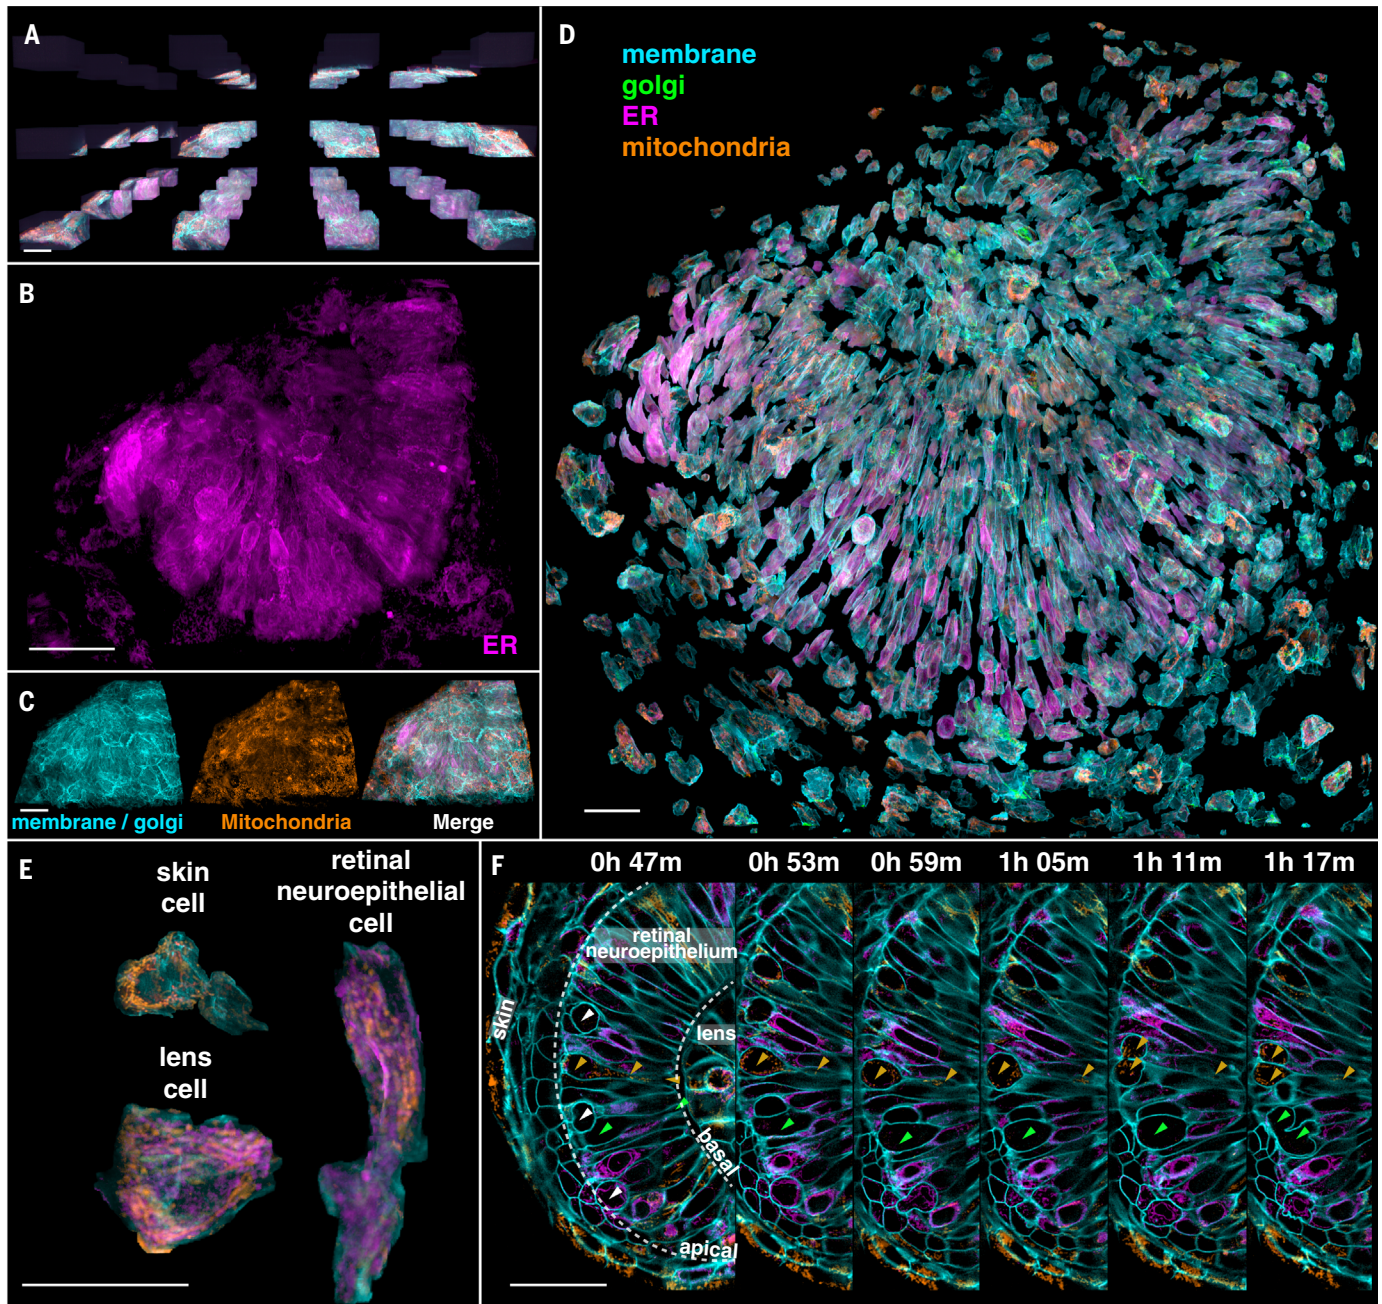 A
B
ER
C
membrane / golgi
Mitochondria
Merge
D
membrane
golgi
ER
mitochondria
E
skin
cell
lens
cell
retinal
neuroepithelial
cell
F
0h 47m
0h 53m
0h 59m
1h 05m
1h 11m
1h 17m
retinal
neuroepithelium
skin
lens
basal
apical